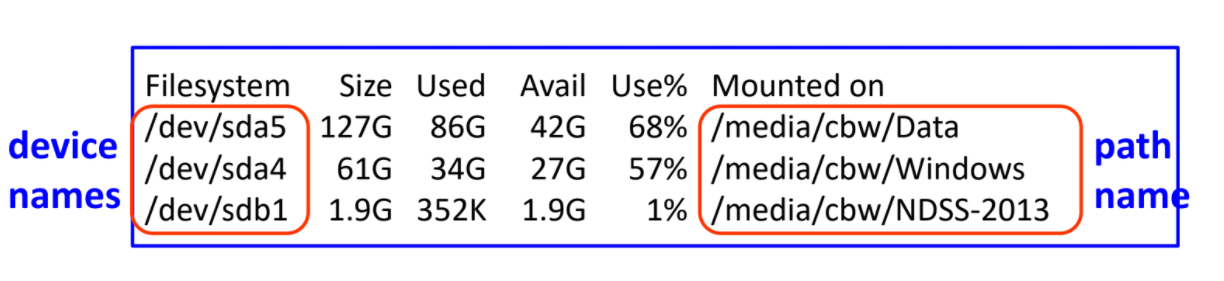 Filesystem Size Used Avail Use% Mounted on
/dev/sda5 127G 86G 42G 68% /media/cbw/Data
/dev/sda4 61G 34G 27G 57% /media/cbw/Windows
/dev/sdb1 1.9G 352K 1.9G 1% /media/cbw/NDSS-2013
device
names
path
name